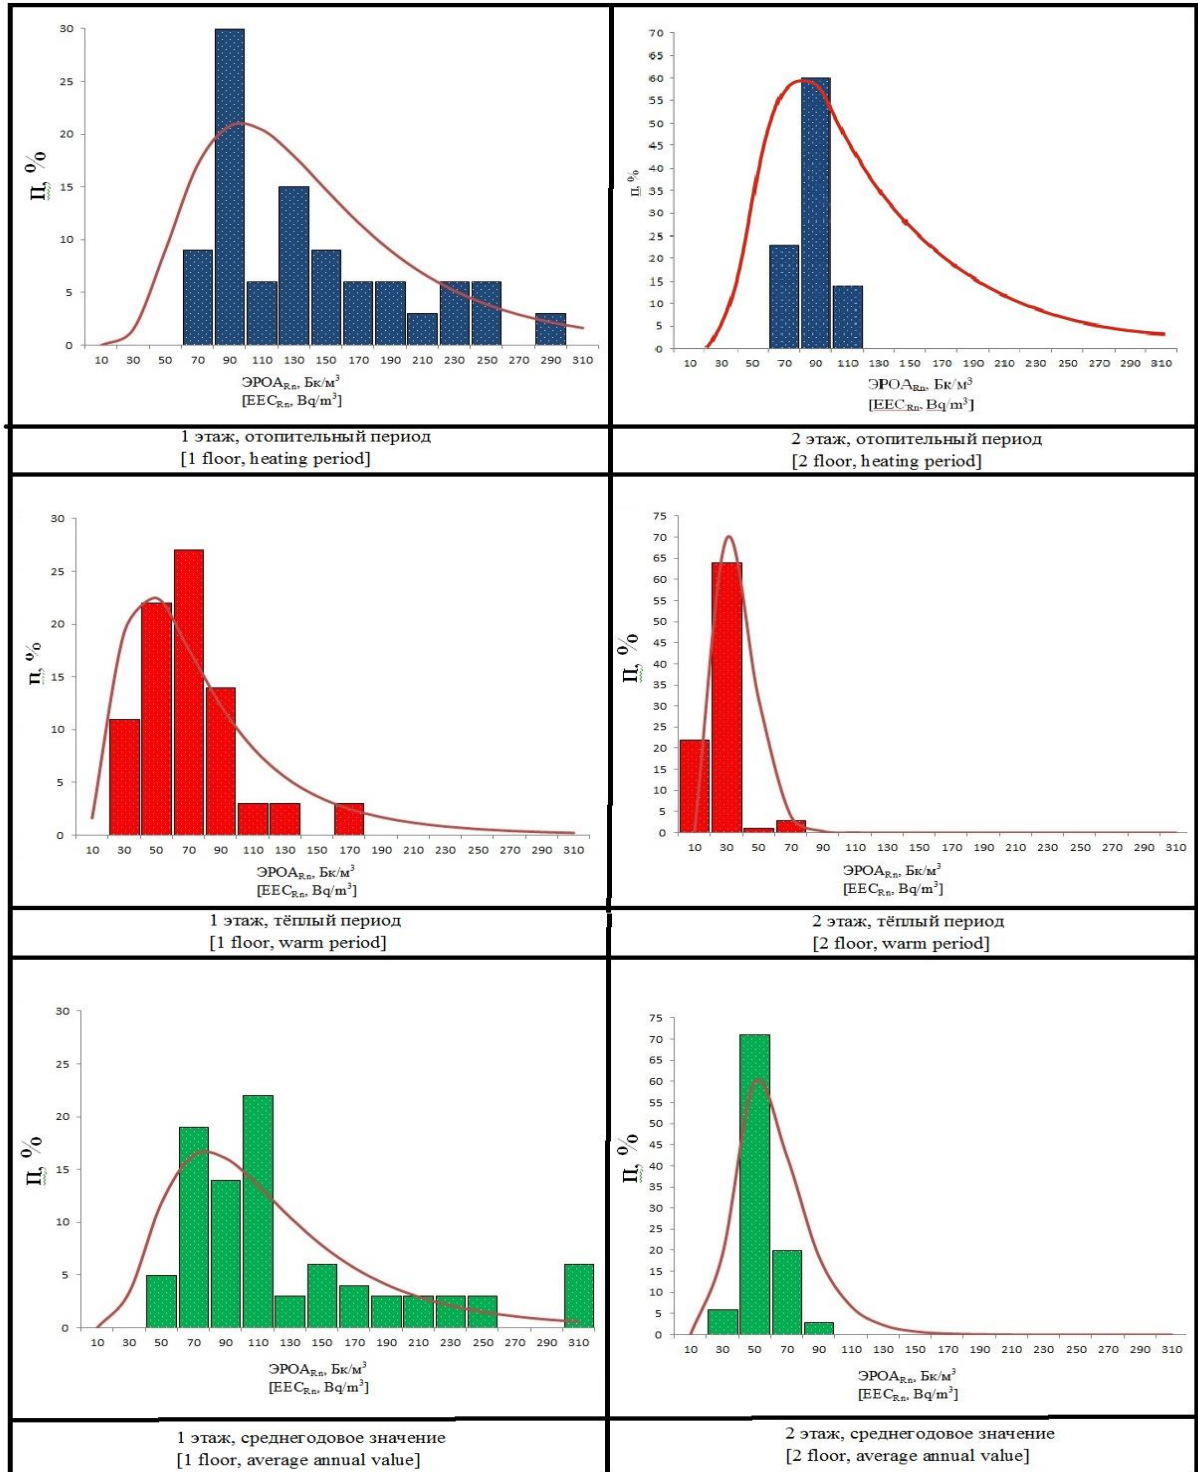 30
25
20
15
10
5
0
П, %
10 30 50 70 90 110 130 150 170 190 210 230 250 270 290 310
ЭРОА_Rn, Бк/м³
[EEC_Rn, Bq/m³]
70
65
60
55
50
45
40
35
30
25
20
15
10
5
0
П, %
10 30 50 70 90 110 130 150 170 190 210 230 250 270 290 310
ЭРОА_Rn, Бк/м³
[EEC_Rn, Bq/m³]
1 этаж, отопительный период
[1 floor, heating period]
2 этаж, отопительный период
[2 floor, heating period]
30
25
20
15
10
5
0
П, %
10 30 50 70 90 110 130 150 170 190 210 230 250 270 290 310
ЭРОА_Rn, Бк/м³
[EEC_Rn, Bq/m³]
75
70
65
60
55
50
45
40
35
30
25
20
15
10
5
0
П, %
10 30 50 70 90 110 130 150 170 190 210 230 250 270 290 310
ЭРОА_Rn, Бк/м³
[EEC_Rn, Bq/m³]
1 этаж, тёплый период
[1 floor, warm period]
2 этаж, тёплый период
[2 floor, warm period]
30
25
20
15
10
5
0
П, %
10 30 50 70 90 110 130 150 170 190 210 230 250 270 290 310
ЭРОА_Rn, Бк/м³
[EEC_Rn, Bq/m³]
75
70
65
60
55
50
45
40
35
30
25
20
15
10
5
0
П, %
10 30 50 70 90 110 130 150 170 190 210 230 250 270 290 310
ЭРОА_Rn, Бк/м³
[EEC_Rn, Bq/m³]
1 этаж, среднегодовое значение
[1 floor, average annual value]
2 этаж, среднегодовое значение
[2 floor, average annual value]